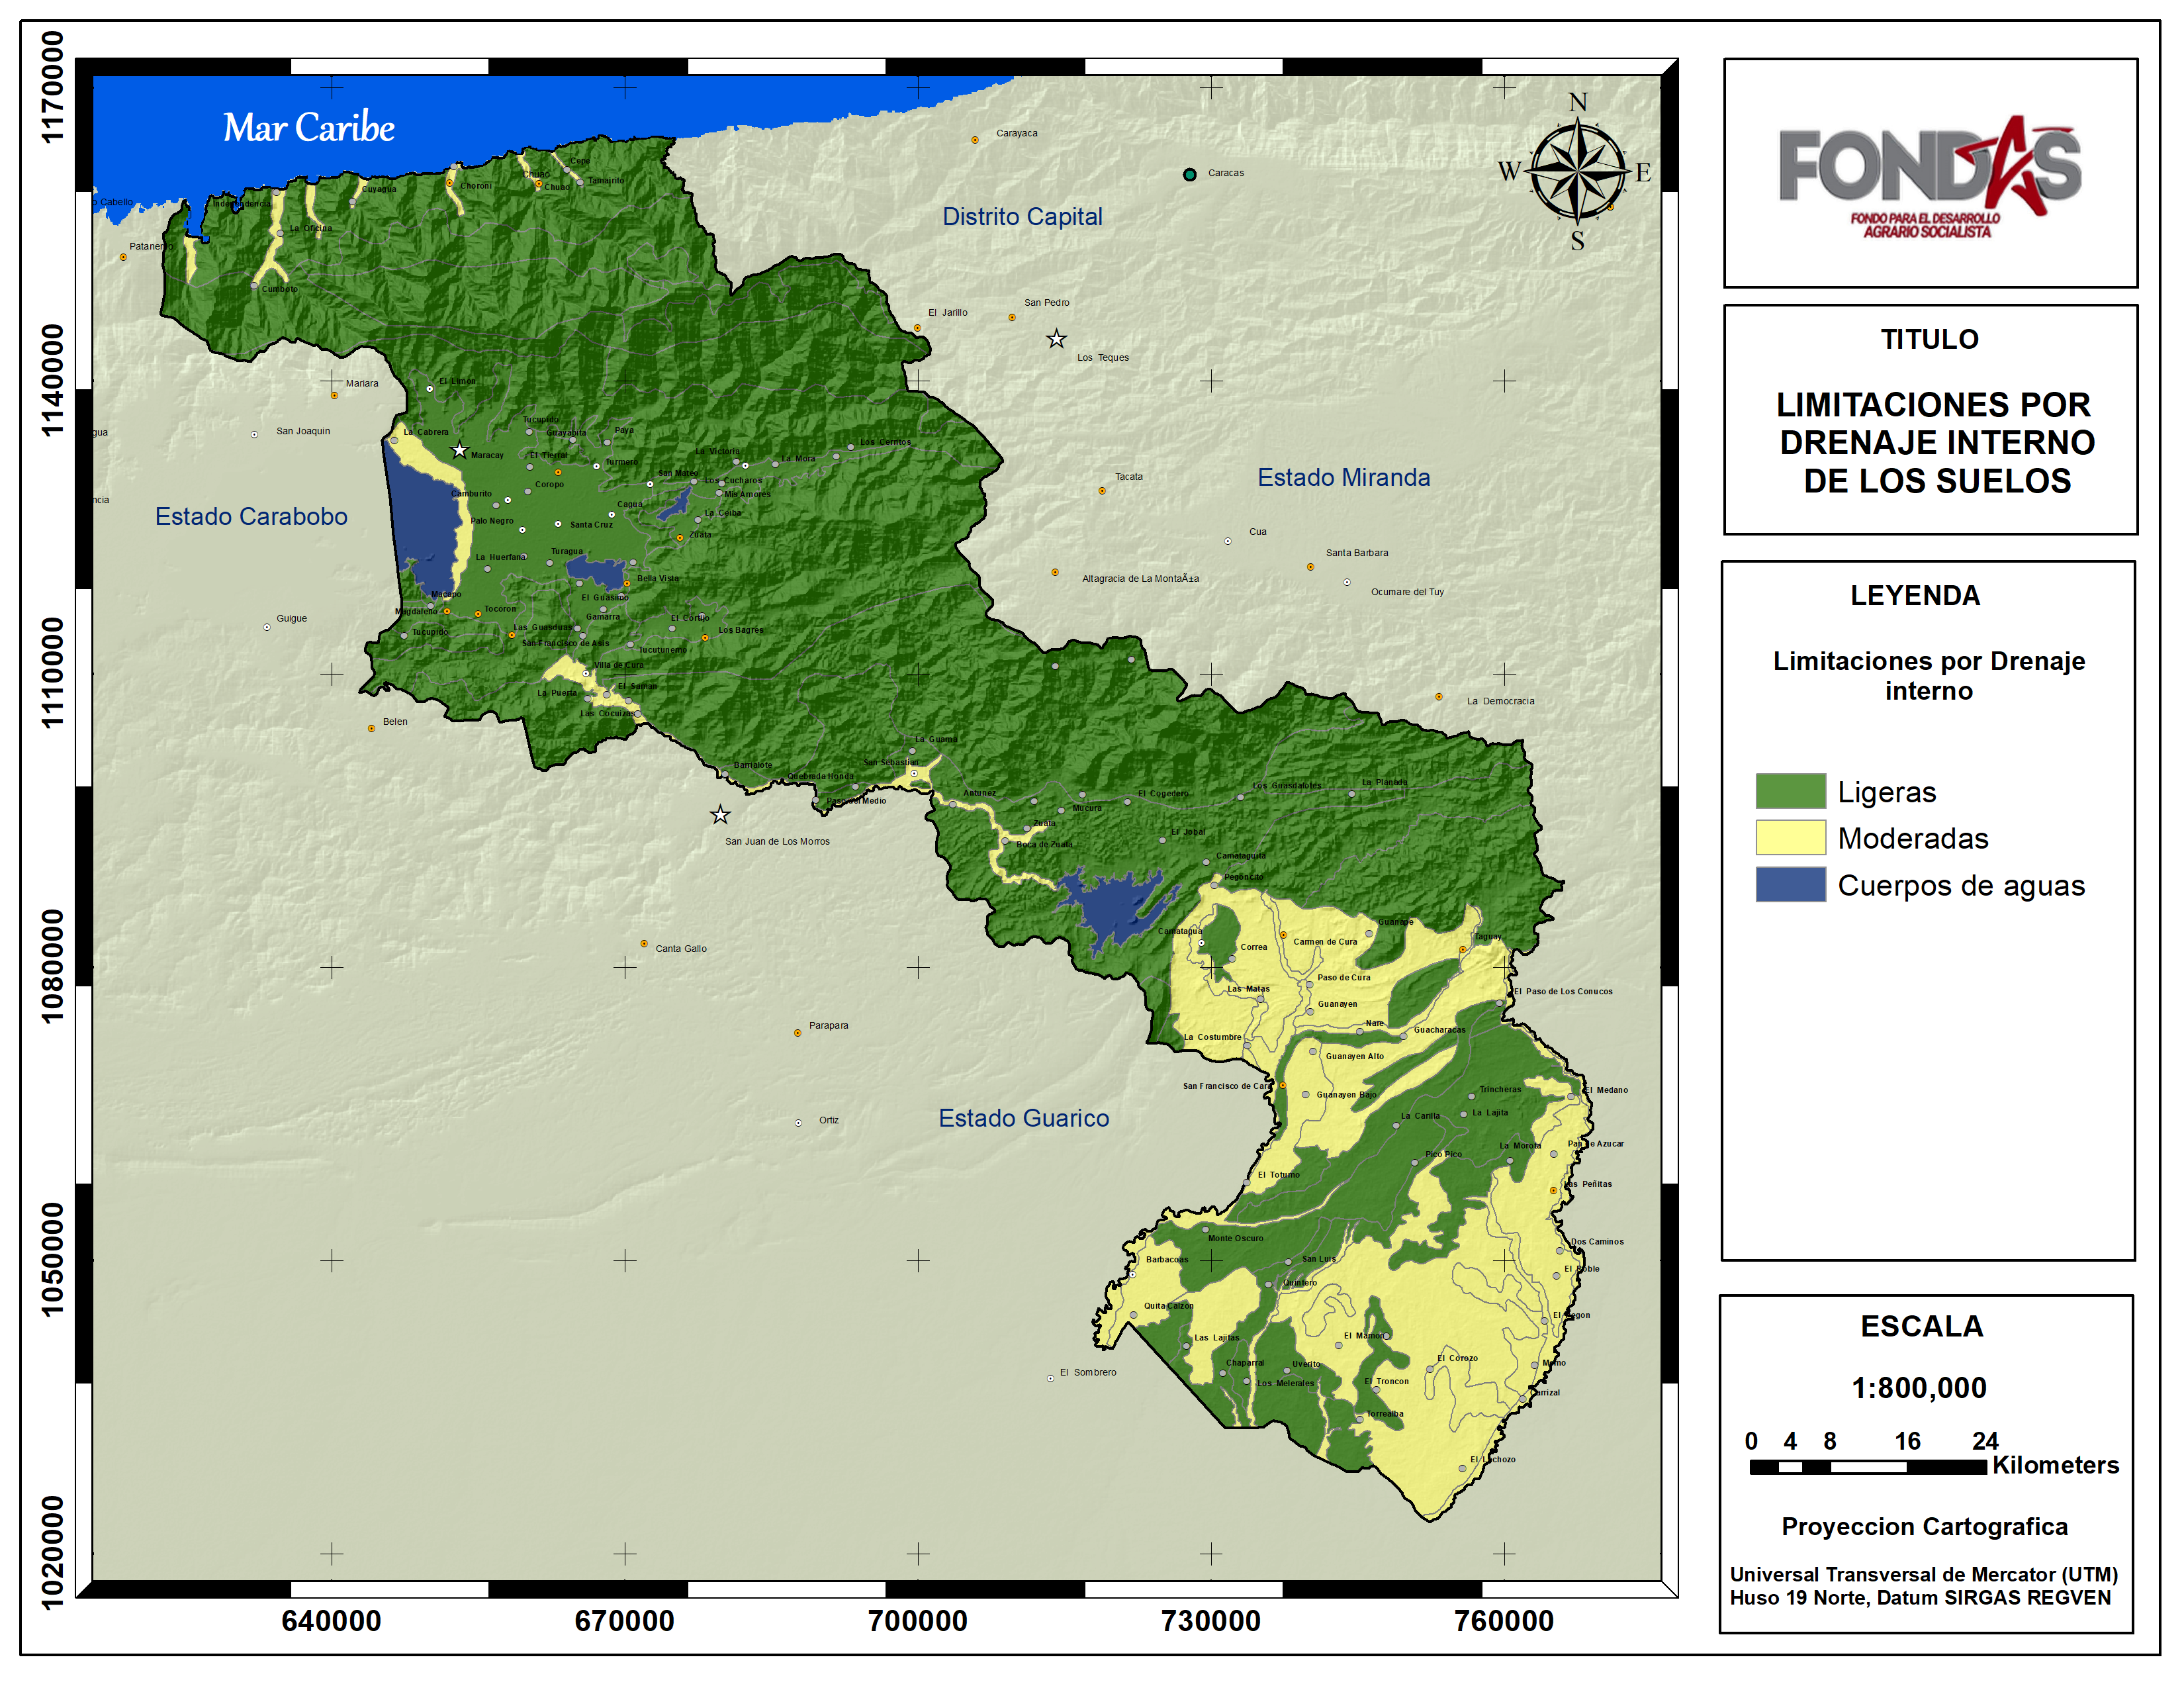 1170000
1140000
1110000
1080000
1050000
1020000
640000
670000
700000
730000
760000
Mar Caribe
N
W
E
S
Carayaca
Caracas
Distrito Capital
o Cabello
Patanemo
Independencia
La Oficina
Cumboto
Cuyagua
Choroni
Chuao
Chuao
Cepe
Tamairito
El Jarillo
San Pedro
Los Teques
Mariara
San Joaquin
gua
ncia
Estado Carabobo
Guigue
Belen
El Limon
La Cabrera
Maracay
Tucupido
Guayabita
Paya
El Tierral
Turmero
Coropo
Camburito
Palo Negro
Santa Cruz
Cagua
San Mateo
La Victoria
La Mora
Los Cerritos
Los Cucharos
Mis Amores
La Ceiba
Zuata
La Huerfana
Turagua
Bella Vista
El Guasimo
Gamarra
El Cortijo
Los Bagres
Macapo
Magdaleno
Tocoron
Tucupido
Las Guasduas
San Francisco de Asis
Tucutunemo
Villa de Cura
La Puerta
El Saman
Las Cocuizas
Estado Miranda
Tacata
Cua
Santa Barbara
Altagracia de La MontaÃ±a
Ocumare del Tuy
La Democracia
Barrialote
Quebrada Honda
Paso del Medio
San Sebastian
La Guama
Antunez
Mucura
El Cogedero
Los Guasdalotes
La Planada
Zuata
Boca de Zuata
El Jobal
Camataguita
Pegoncito
San Juan de Los Morros
Canta Gallo
Parapara
Ortiz
Estado Guarico
El Sombrero
Camatagua
Correa
Carmen de Cura
Guanape
Taguay
Las Matas
Paso de Cura
Guanayen
El Paso de Los Conucos
La Costumbre
Nare
Guacharacas
Guanayen Alto
San Francisco de Cara
Guanayen Bajo
Trincheras
El Medano
La Carilla
La Lajita
La Morota
Pan de Azucar
Pico Pico
El Totumo
Las Peñitas
Monte Oscuro
Dos Caminos
Barbacoas
San Luis
El Roble
Quintero
Quita Calzon
El Mamon
Las Lajitas
Chaparral
Uverito
El Corozo
Memo
Los Melerales
El Troncon
Carrizal
Torrealba
FONDAS
FONDO PARA EL DESARROLLO
AGRARIO SOCIALISTA
TITULO
LIMITACIONES POR
DRENAJE INTERNO
DE LOS SUELOS
LEYENDA
Limitaciones por Drenaje
interno
Ligeras
Moderadas
Cuerpos de aguas
ESCALA
1:800,000
0 4 8 16 24
Kilometers
Proyeccion Cartografica
Universal Transversal de Mercator (UTM)
Huso 19 Norte, Datum SIRGAS REGVEN